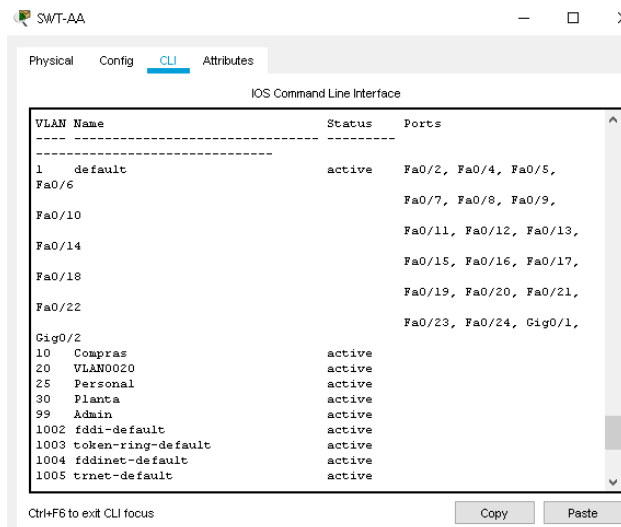 SWT-AA
Physical Config CLI Attributes
IOS Command Line Interface
VLAN Name Status Ports
---- -------------------------------- ---------
-------------------------------
1 default active Fa0/2, Fa0/4, Fa0/5,
Fa0/6
Fa0/7, Fa0/8, Fa0/9,
Fa0/10
Fa0/11, Fa0/12, Fa0/13,
Fa0/14
Fa0/15, Fa0/16, Fa0/17,
Fa0/18
Fa0/19, Fa0/20, Fa0/21,
Fa0/22
Fa0/23, Fa0/24, Gig0/1,
Gig0/2
10 Compras active
20 VLAN0020 active
25 Personal active
30 Planta active
99 Admin active
1002 fddi-default active
1003 token-ring-default active
1004 fddinet-default active
1005 trnet-default active
Ctrl+F6 to exit CLI focus
Copy Paste